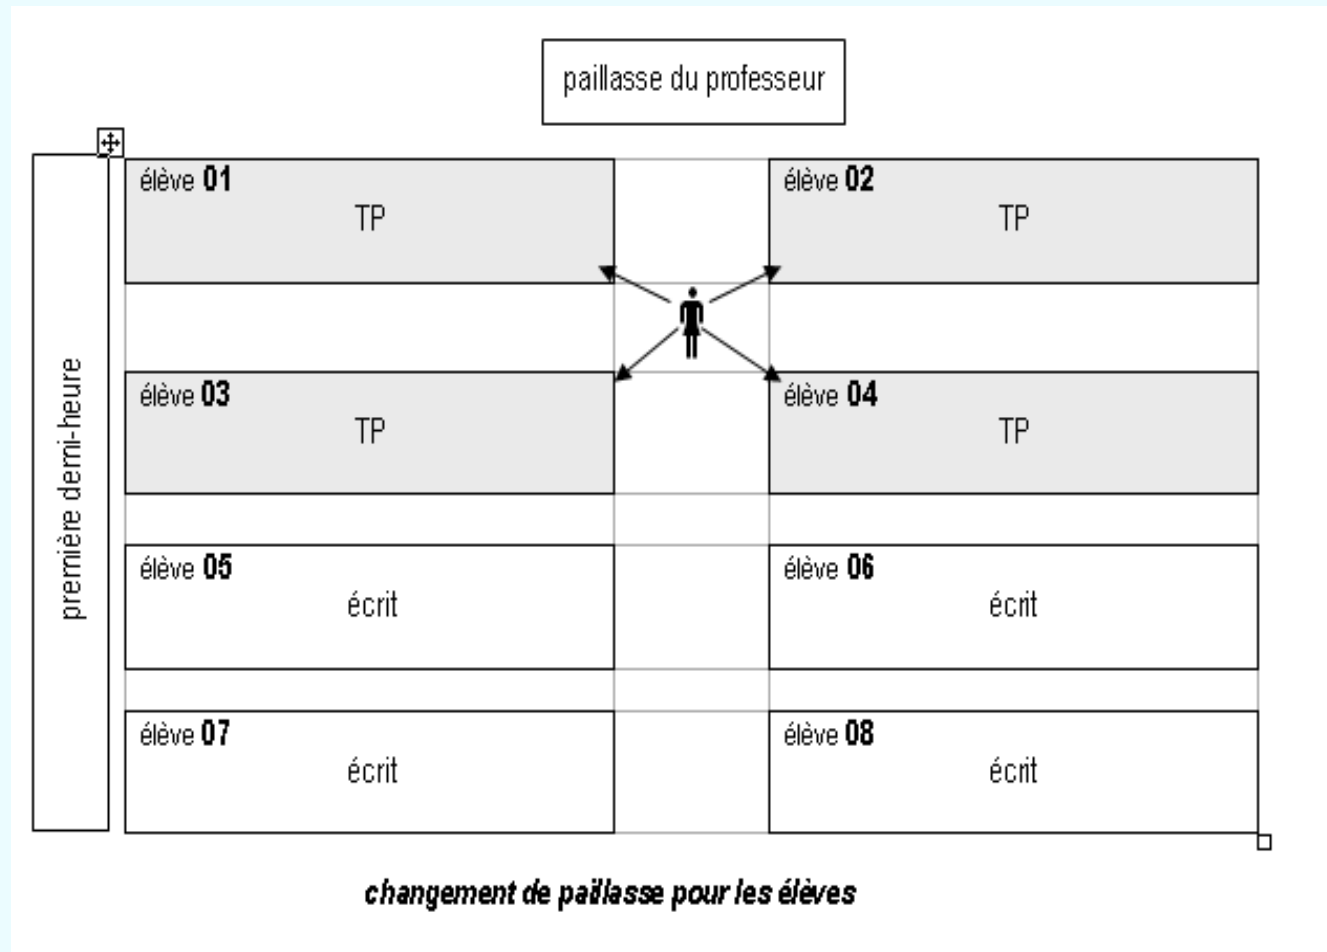 paillasse du professeur
première demi-heure
élève 01
TP
élève 02
TP
élève 03
TP
élève 04
TP
élève 05
écrit
élève 06
écrit
élève 07
écrit
élève 08
écrit
changement de paillasse pour les élèves